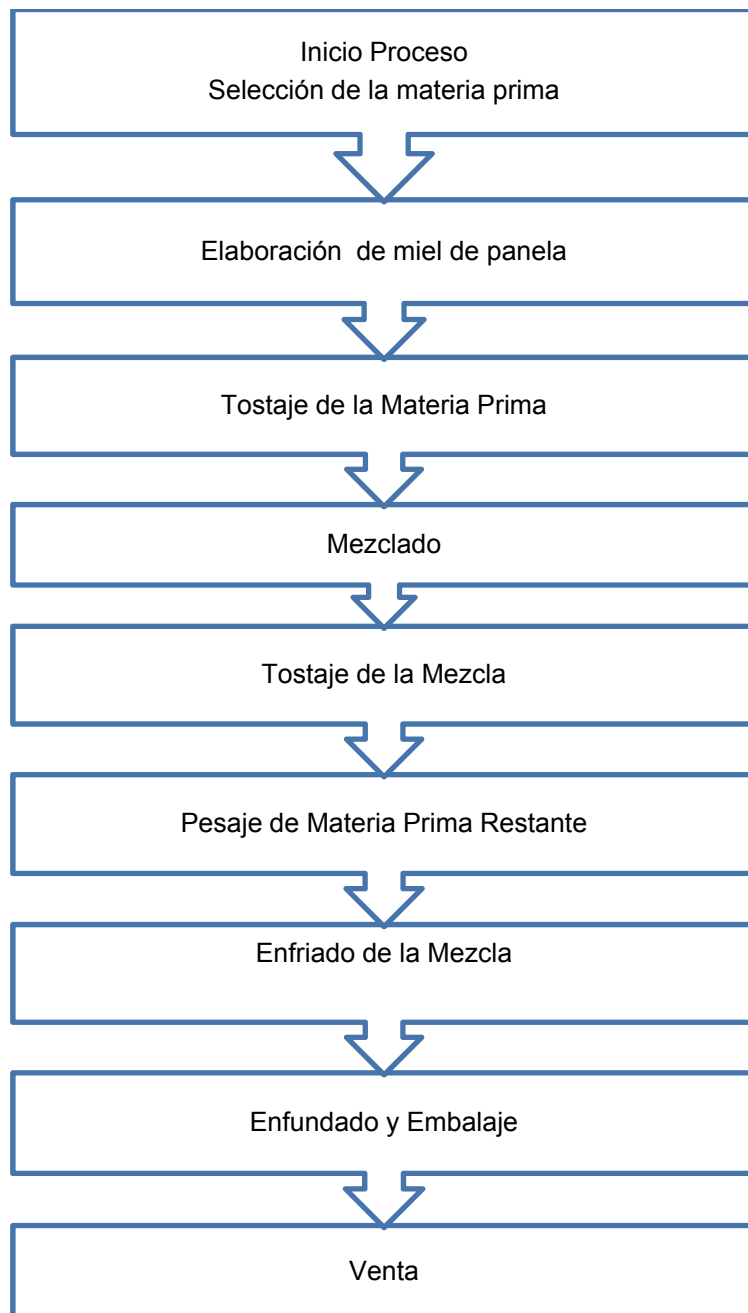 Inicio Proceso
Selección de la materia prima
Elaboración  de miel de panela
Tostaje de la Materia Prima
Mezclado
Tostaje de la Mezcla
Pesaje de Materia Prima Restante
Enfriado de la Mezcla
Enfundado y Embalaje
Venta